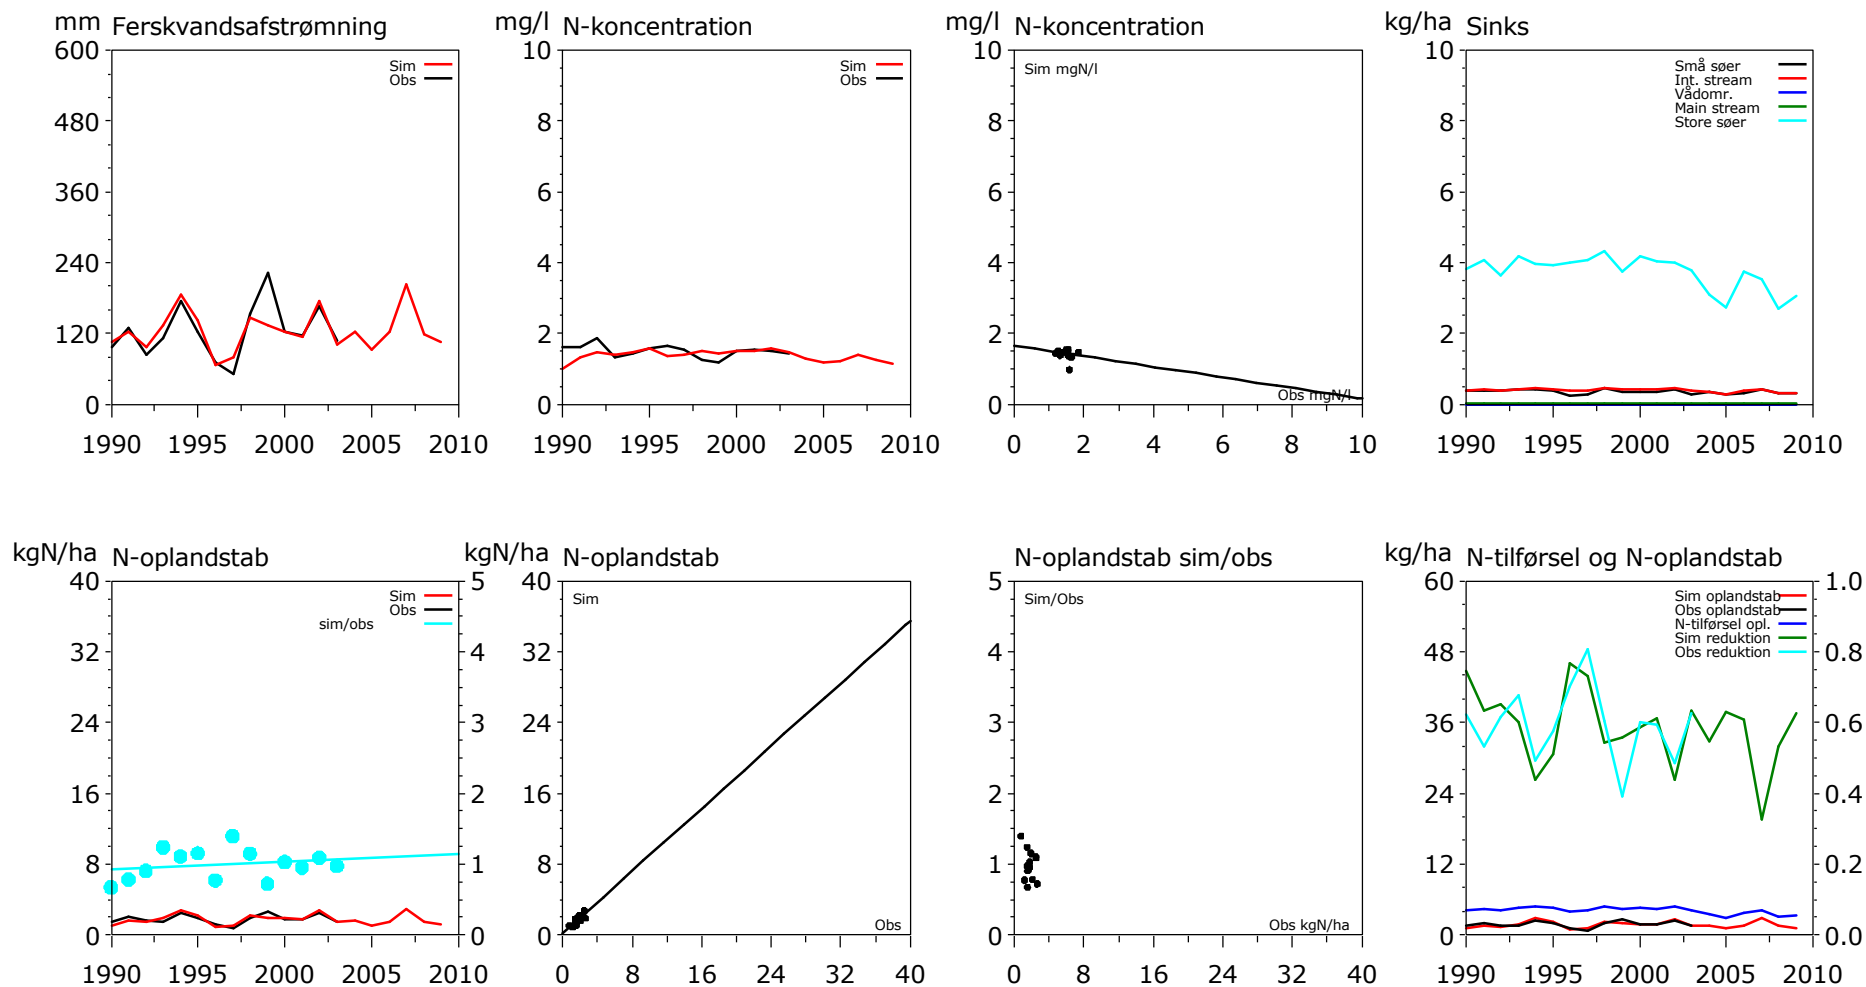 mm Ferskvandsafstrømning
600
480
360
240
120
0
Sim
Obs
1990 1995 2000 2005 2010
mg/l N-koncentration
10
8
6
4
2
0
Sim
Obs
1990 1995 2000 2005 2010
mg/l N-koncentration
10
8
6
4
2
0
Sim mgN/l
Obs mgN/l
0 2 4 6 8 10
kg/ha Sinks
10
8
6
4
2
0
Små søer
Int. stream
Vådomr.
Main stream
Store søer
1990 1995 2000 2005 2010
kgN/ha N-oplandstab
40
32
24
16
8
0
Sim
Obs
sim/obs
5
4
3
2
1
0
1990 1995 2000 2005 2010
kgN/ha N-oplandstab
40
32
24
16
8
0
Sim
Obs
0 8 16 24 32 40
N-oplandstab sim/obs
5
4
3
2
1
0
Sim/Obs
Obs kgN/ha
0 8 16 24 32 40
kg/ha N-tilførsel og N-oplandstab
60
48
36
24
12
0
Sim oplandstab
Obs oplandstab
N-tilførsel opl.
Sim reduktion
Obs reduktion
1.0
0.8
0.6
0.4
0.2
0.0
1990 1995 2000 2005 2010